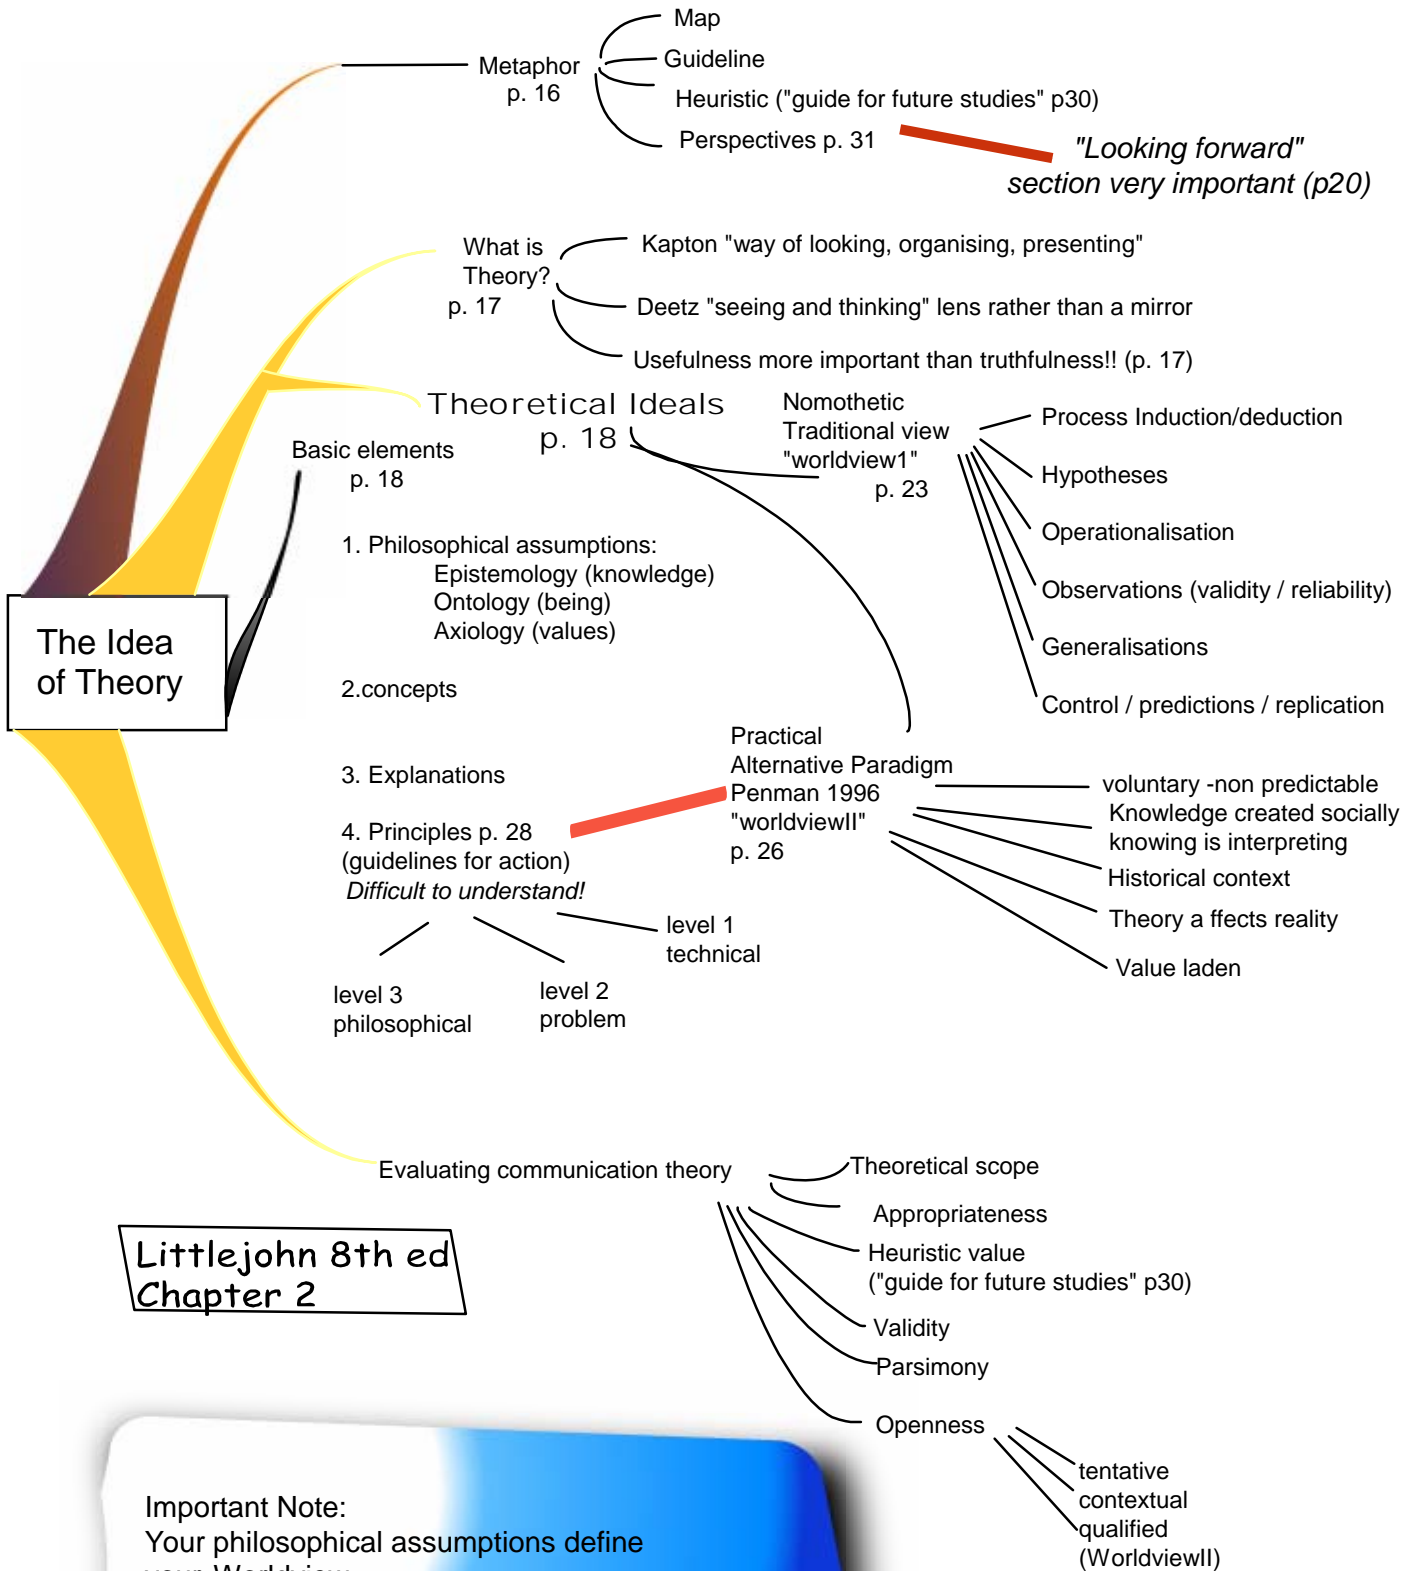 Metaphor
p. 16
Map
Guideline
Heuristic ("guide for future studies" p30)
Perspectives p. 31
"Looking forward"
section very important (p20)
What is
Theory?
p. 17
Kapton "way of looking, organising, presenting"
Deetz "seeing and thinking" lens rather than a mirror
Usefulness more important than truthfulness!! (p. 17)
Theoretical Ideals
p. 18
Nomothetic
Traditional view
"worldview1"
p. 23
Process Induction/deduction
Hypotheses
Operationalisation
Observations (validity / reliability)
Generalisations
Control / predictions / replication
Basic elements
p. 18
1. Philosophical assumptions:
Epistemology (knowledge)
Ontology (being)
Axiology (values)
2.concepts
3. Explanations
4. Principles p. 28
(guidelines for action)
Difficult to understand!
level 1
technical
level 2
problem
level 3
philosophical
The Idea
of Theory
Practical
Alternative Paradigm
Penman 1996
"worldviewII"
p. 26
voluntary -non predictable
Knowledge created socially
knowing is interpreting
Historical context
Theory a ffects reality
Value laden
Evaluating communication theory
Theoretical scope
Appropriateness
Heuristic value
("guide for future studies" p30)
Validity
Parsimony
Openness
tentative
contextual
qualified
(WorldviewII)
Littlejohn 8th ed
Chapter 2
Important Note:
Your philosophical assumptions define
your Worldview